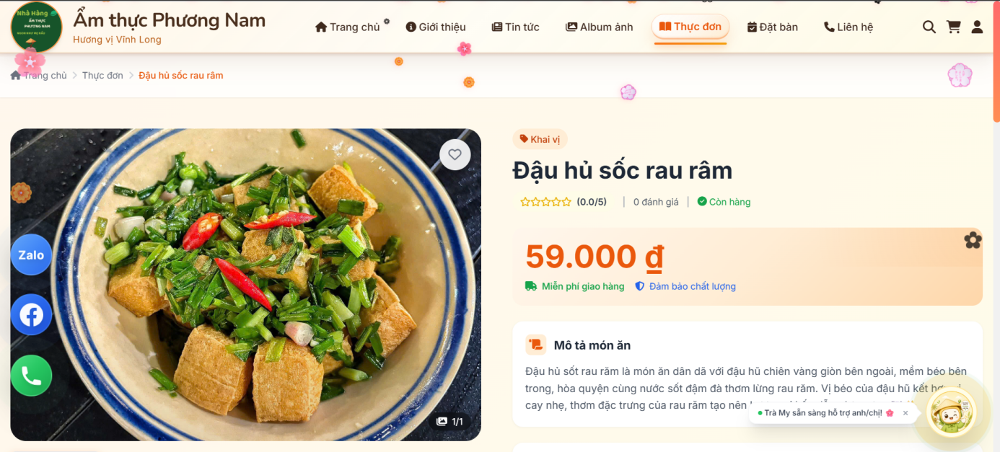 Nhà Hàng
ẨM THỰC
PHƯƠNG NAM
Ẩm thực Phương Nam
Hương vị Vĩnh Long
Trang chủ
Giới thiệu
Tin tức
Album ảnh
Thực đơn
Đặt bàn
Liên hệ
Trang chủ > Thực đơn > Đậu hủ sốc rau râm
Zalo
1/1
Khai vị
Đậu hủ sốc rau râm
(0.0/5) | 0 đánh giá | Còn hàng
59.000 ₫
Miễn phí giao hàng
Đảm bảo chất lượng
Mô tả món ăn
Đậu hủ sốt rau răm là món ăn dân dã với đậu hũ chiên vàng giòn bên ngoài, mềm béo bên
trong, hòa quyện cùng nước sốt đậm đà thơm lừng rau răm. Vị béo của đậu hũ kết
cay nhẹ, thơm đặc trưng của rau răm tạo nên
Trà My sẵn sàng hỗ trợ anh/chị! ×